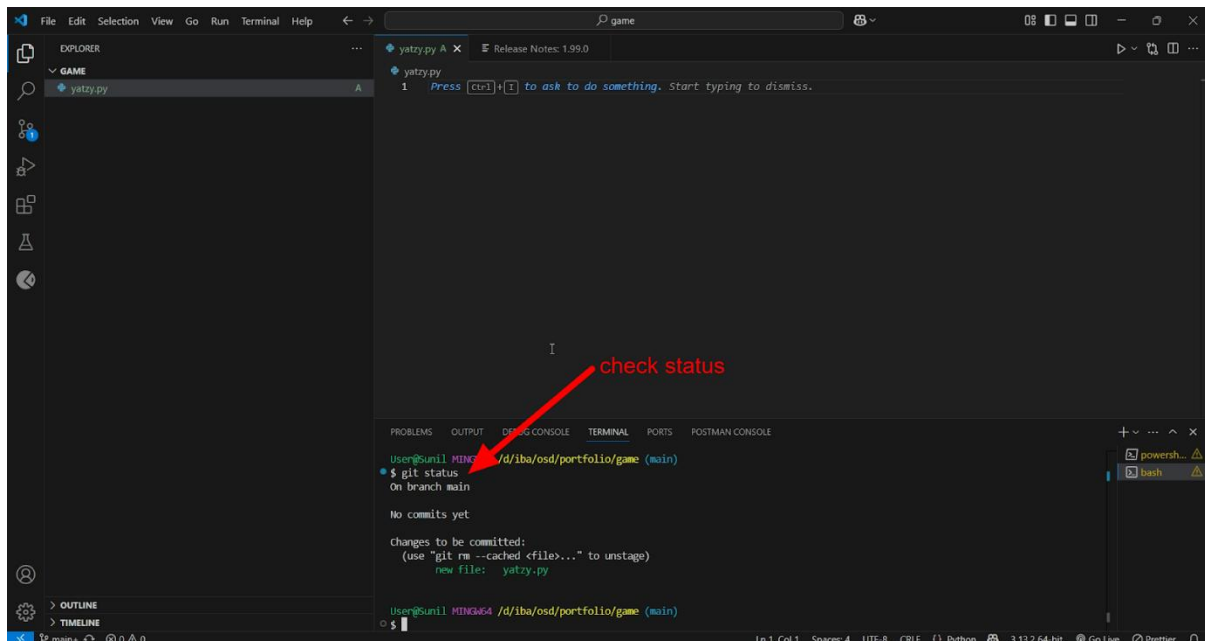 File Edit Selection View Go Run Terminal Help
game
EXPLORER
yatzy.py A
Release Notes: 1.99.0
GAME
yatzy.py
yatzy.py A
1 Press Ctrl+I to ask to do something. Start typing to dismiss.
1
check status
PROBLEMS OUTPUT DEBUG CONSOLE TERMINAL PORTS POSTMAN CONSOLE
User@Sunil /d/iba/osd/portfolio/game (main)
$ git status
On branch main
No commits yet
Changes to be committed:
(use "git rm --cached <file>..." to unstage)
new file: yatzy.py
User@Sunil MINGW64 /d/iba/osd/portfolio/game (main)
$
powersh...
bash
OUTLINE
TIMELINE
main+ 0 0 Ln 1, Col 1 Spaces: 4 UTF-8 CRLF {} Python 3.13.2 64-bit Go Live Prettier